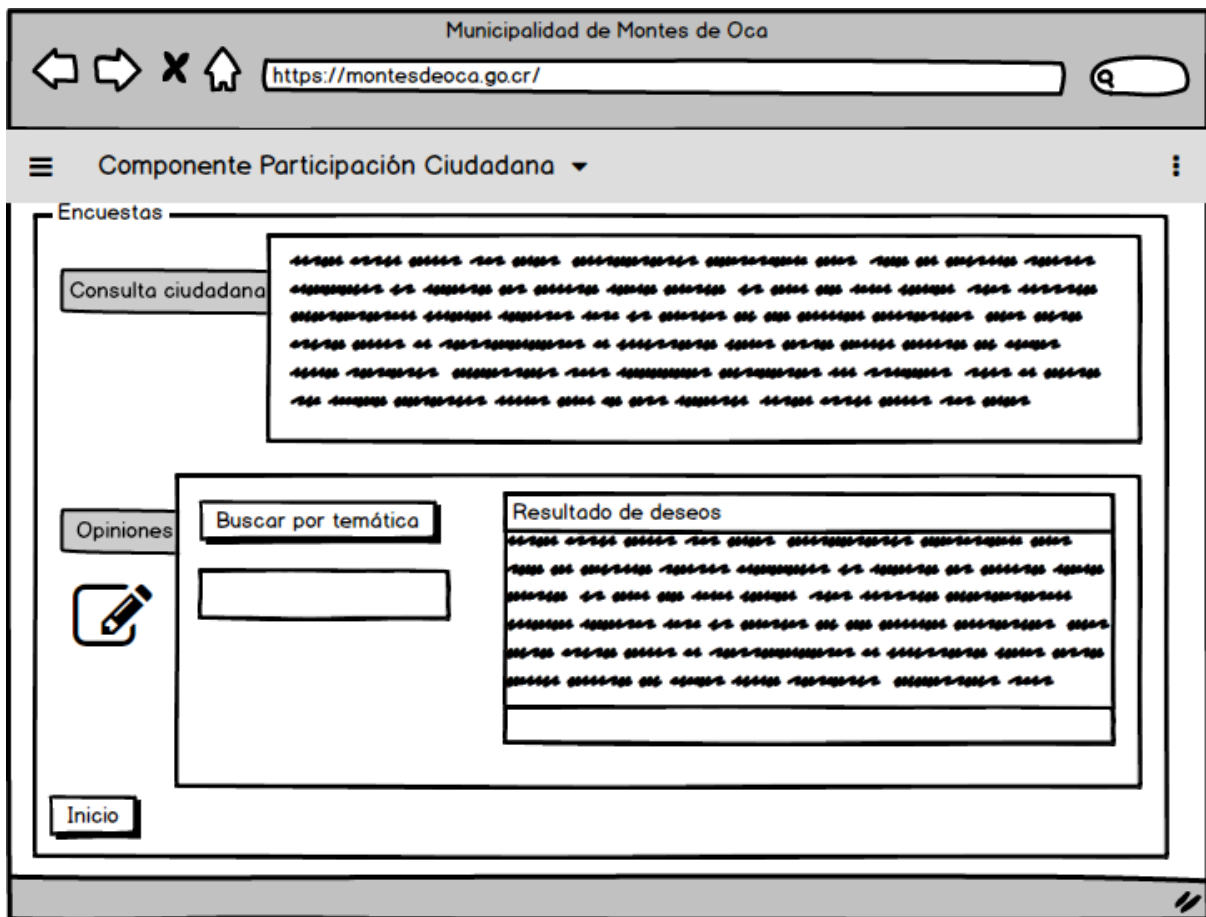 Municipalidad de Montes de Oca
https://montesdeoca.go.cr/
Componente Participación Ciudadana
Encuestas
Consulta ciudadana
Opiniones
Buscar por temática
Resultado de deseos
Inicio